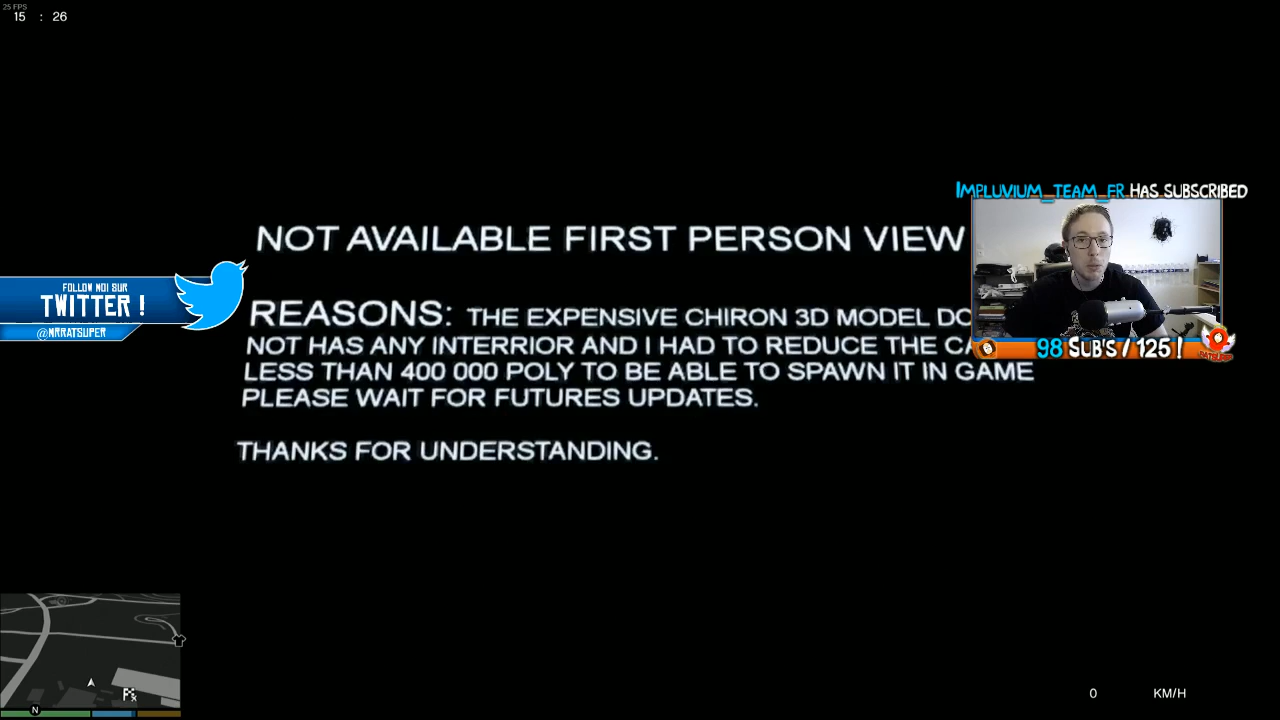 25 FPS
15 : 26
IMPLUVIUM_TEAM_FR HAS SUBSCRIBED
NOT AVAILABLE FIRST PERSON VIEW
FOLLOW MOI SUR
TWITTER !
@MRRATSUPER
REASONS: THE EXPENSIVE CHIRON 3D MODEL
NOT HAS ANY INTERRIOR AND I HAD TO REDUCE THE
98 SUB'S / 125 !
LESS THAN 400 000 POLY TO BE ABLE TO SPAWN IT IN GAME
PLEASE WAIT FOR FUTURES UPDATES.
THANKS FOR UNDERSTANDING.
N
0 KM/H